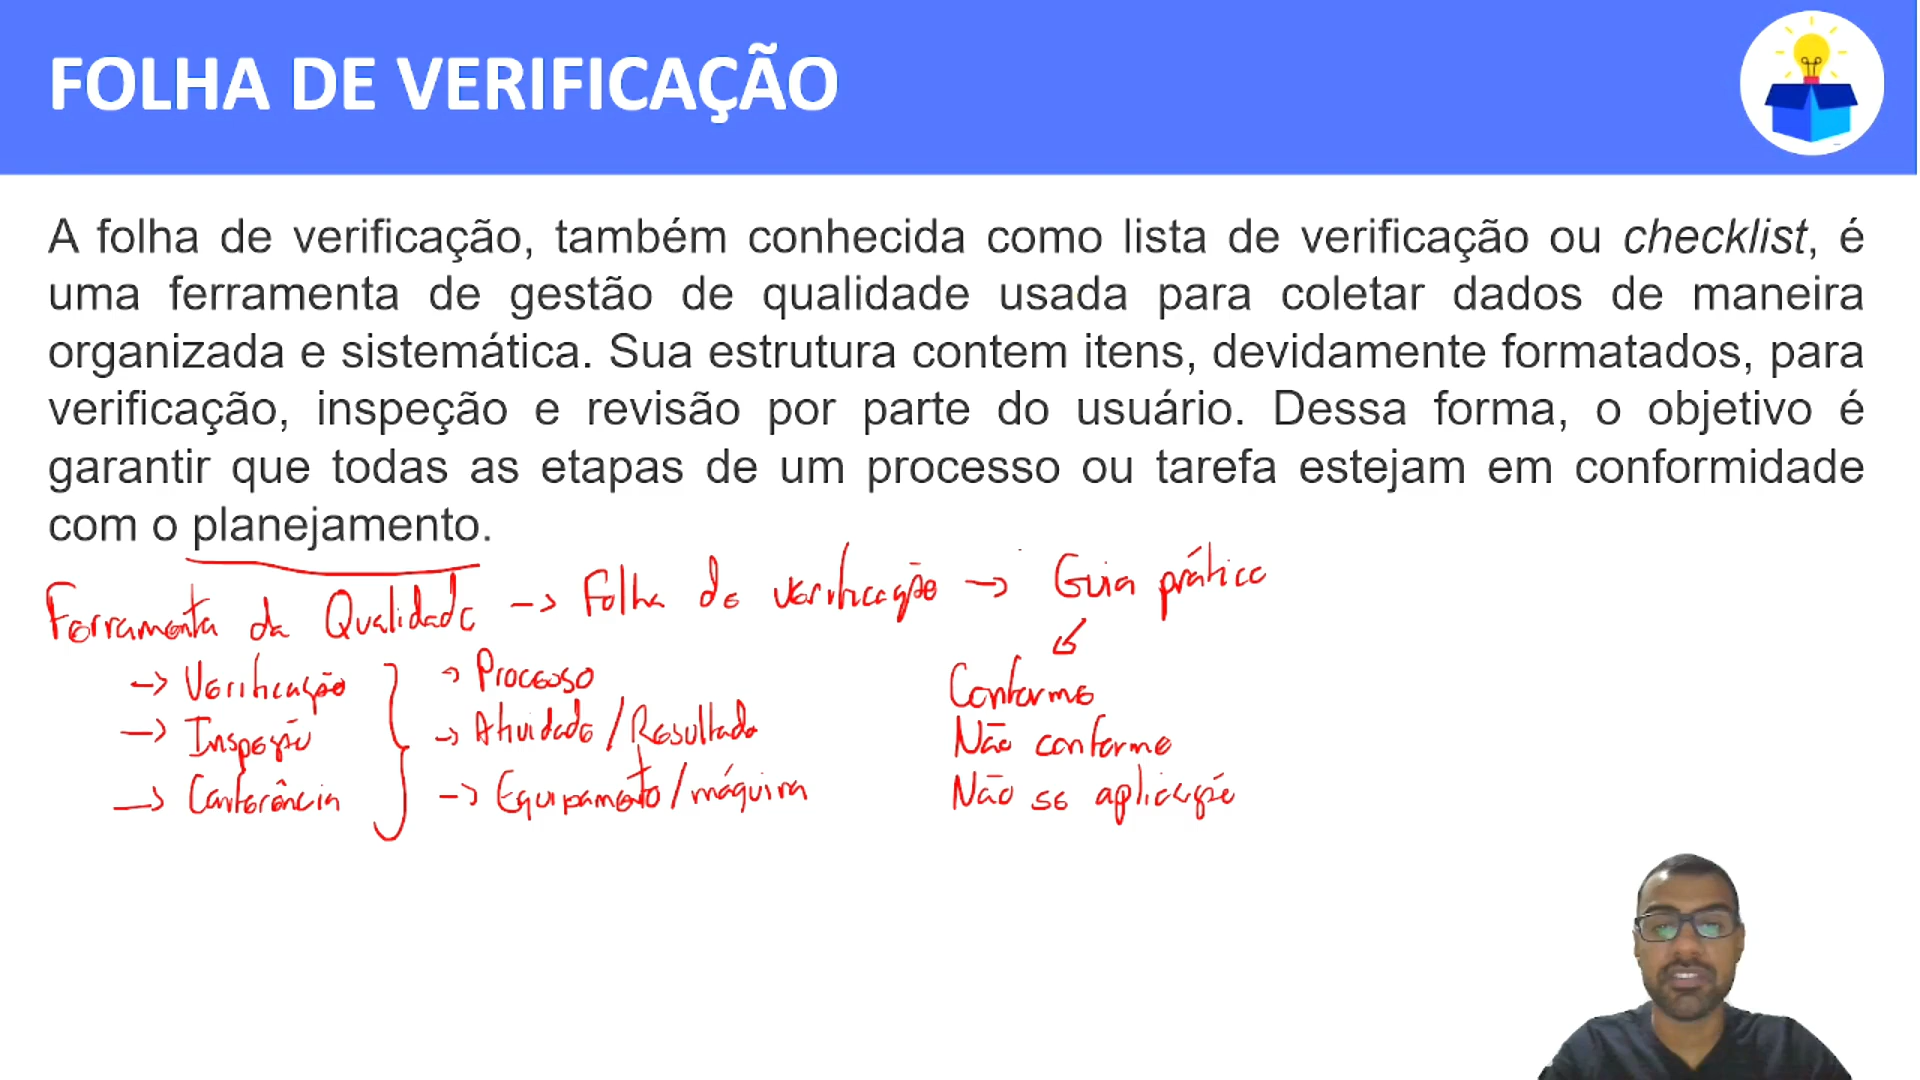 FOLHA DE VERIFICAÇÃO
A folha de verificação, também conhecida como lista de verificação ou checklist, é
uma ferramenta de gestão de qualidade usada para coletar dados de maneira
organizada e sistemática. Sua estrutura contem itens, devidamente formatados, para
verificação, inspeção e revisão por parte do usuário. Dessa forma, o objetivo é
garantir que todas as etapas de um processo ou tarefa estejam em conformidade
com o planejamento.
Ferramenta da Qualidade -> Folha de verificação -> Guia prático
-> Verificação
-> Inspeção
-> Conferência
-> Processo
-> Atividade / Resultado
-> Equipamento / máquina
Conforme
Não conforme
Não se aplicação